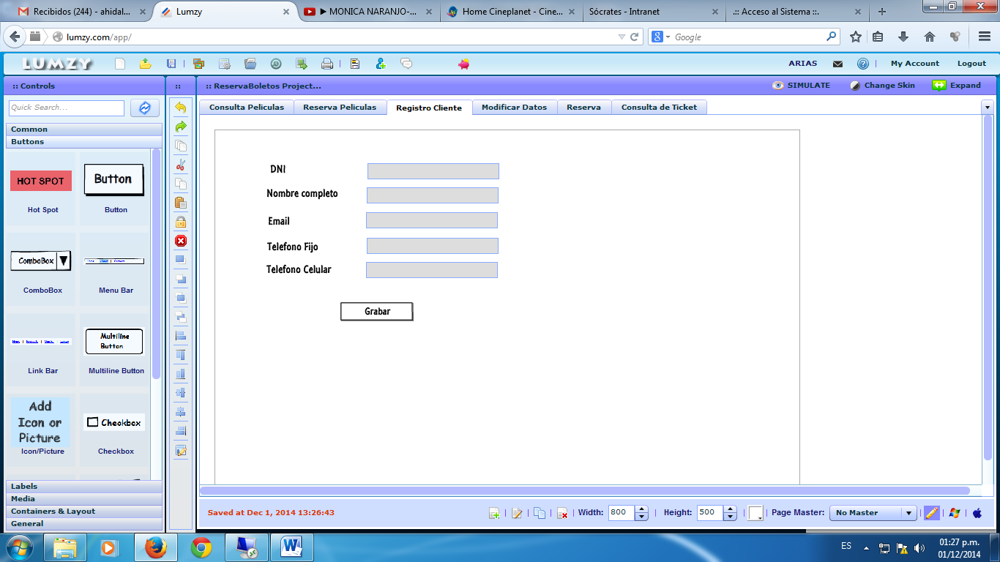 Recibidos (244) - ahidal...
Lumzy
▶ MONICA NARANJO-...
Home Cineplanet - Cine...
Sócrates - Intranet
.:: Acceso al Sistema ::.
lumzy.com/app/
Google
LUMZY
ARIAS
My Account
Logout
:: Controls
::
:: ReservaBoletos Project...
SIMULATE
Change Skin
Expand
Quick Search...
Consulta Peliculas
Reserva Peliculas
Registro Cliente
Modificar Datos
Reserva
Consulta de Ticket
Common
Buttons
HOT SPOT
Button
Hot Spot
Button
ComboBox
ComboBox
Menu Bar
Multiline
Button
Link Bar
Multiline Button
Add
Icon or
Picture
Checkbox
Icon/Picture
Checkbox
Labels
Media
Containers & Layout
General
DNI
Nombre completo
Email
Telefono Fijo
Telefono Celular
Grabar
Saved at Dec 1, 2014 13:26:43
Width: 800
Height: 500
Page Master: No Master
ES
01:27 p.m.
01/12/2014